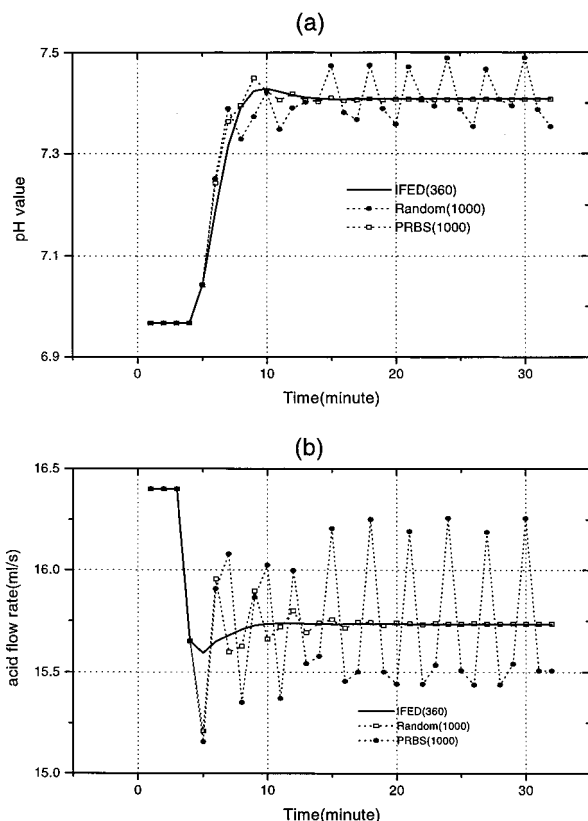 (a)
7.5
7.3
7.1
6.9
pH value
IFED(360)
Random(1000)
PRBS(1000)
0
10
20
30
Time(minute)
(b)
16.5
16.0
15.5
15.0
acid flow rate(ml/s)
IFED(360)
Random(1000)
PRBS(1000)
0
10
20
30
Time(minute)